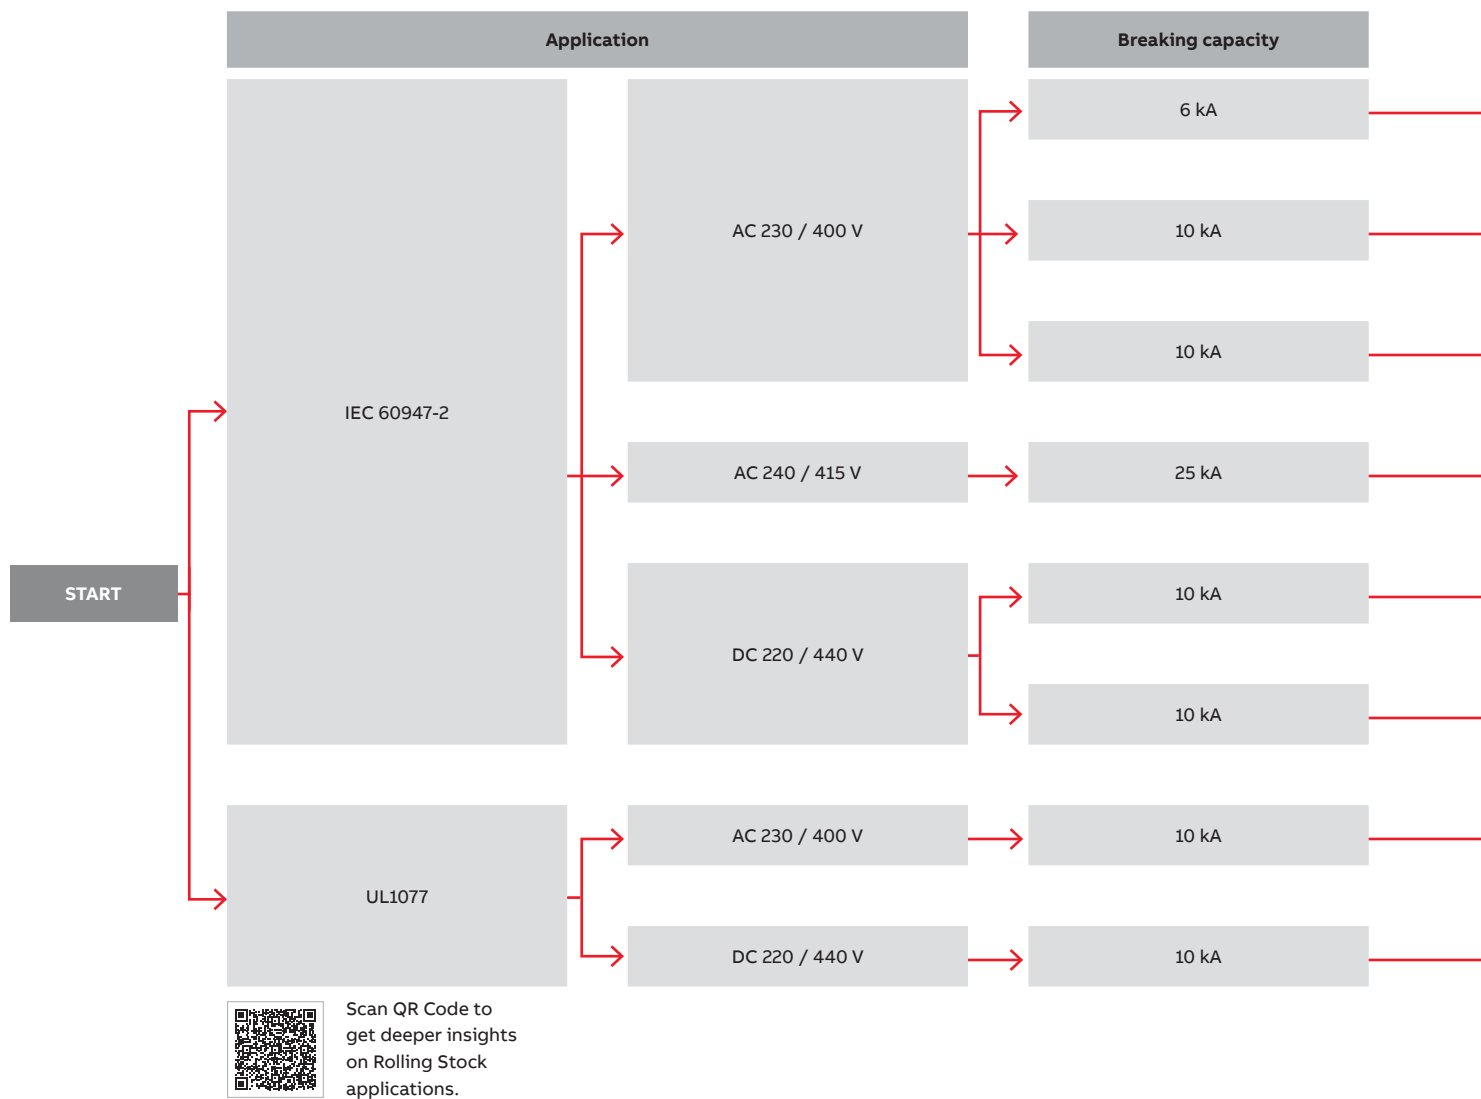 Application
Breaking capacity
START
IEC 60947-2
AC 230 / 400 V
6 kA
10 kA
10 kA
AC 240 / 415 V
25 kA
DC 220 / 440 V
10 kA
10 kA
UL1077
AC 230 / 400 V
10 kA
DC 220 / 440 V
10 kA
Scan QR Code to
get deeper insights
on Rolling Stock
applications.